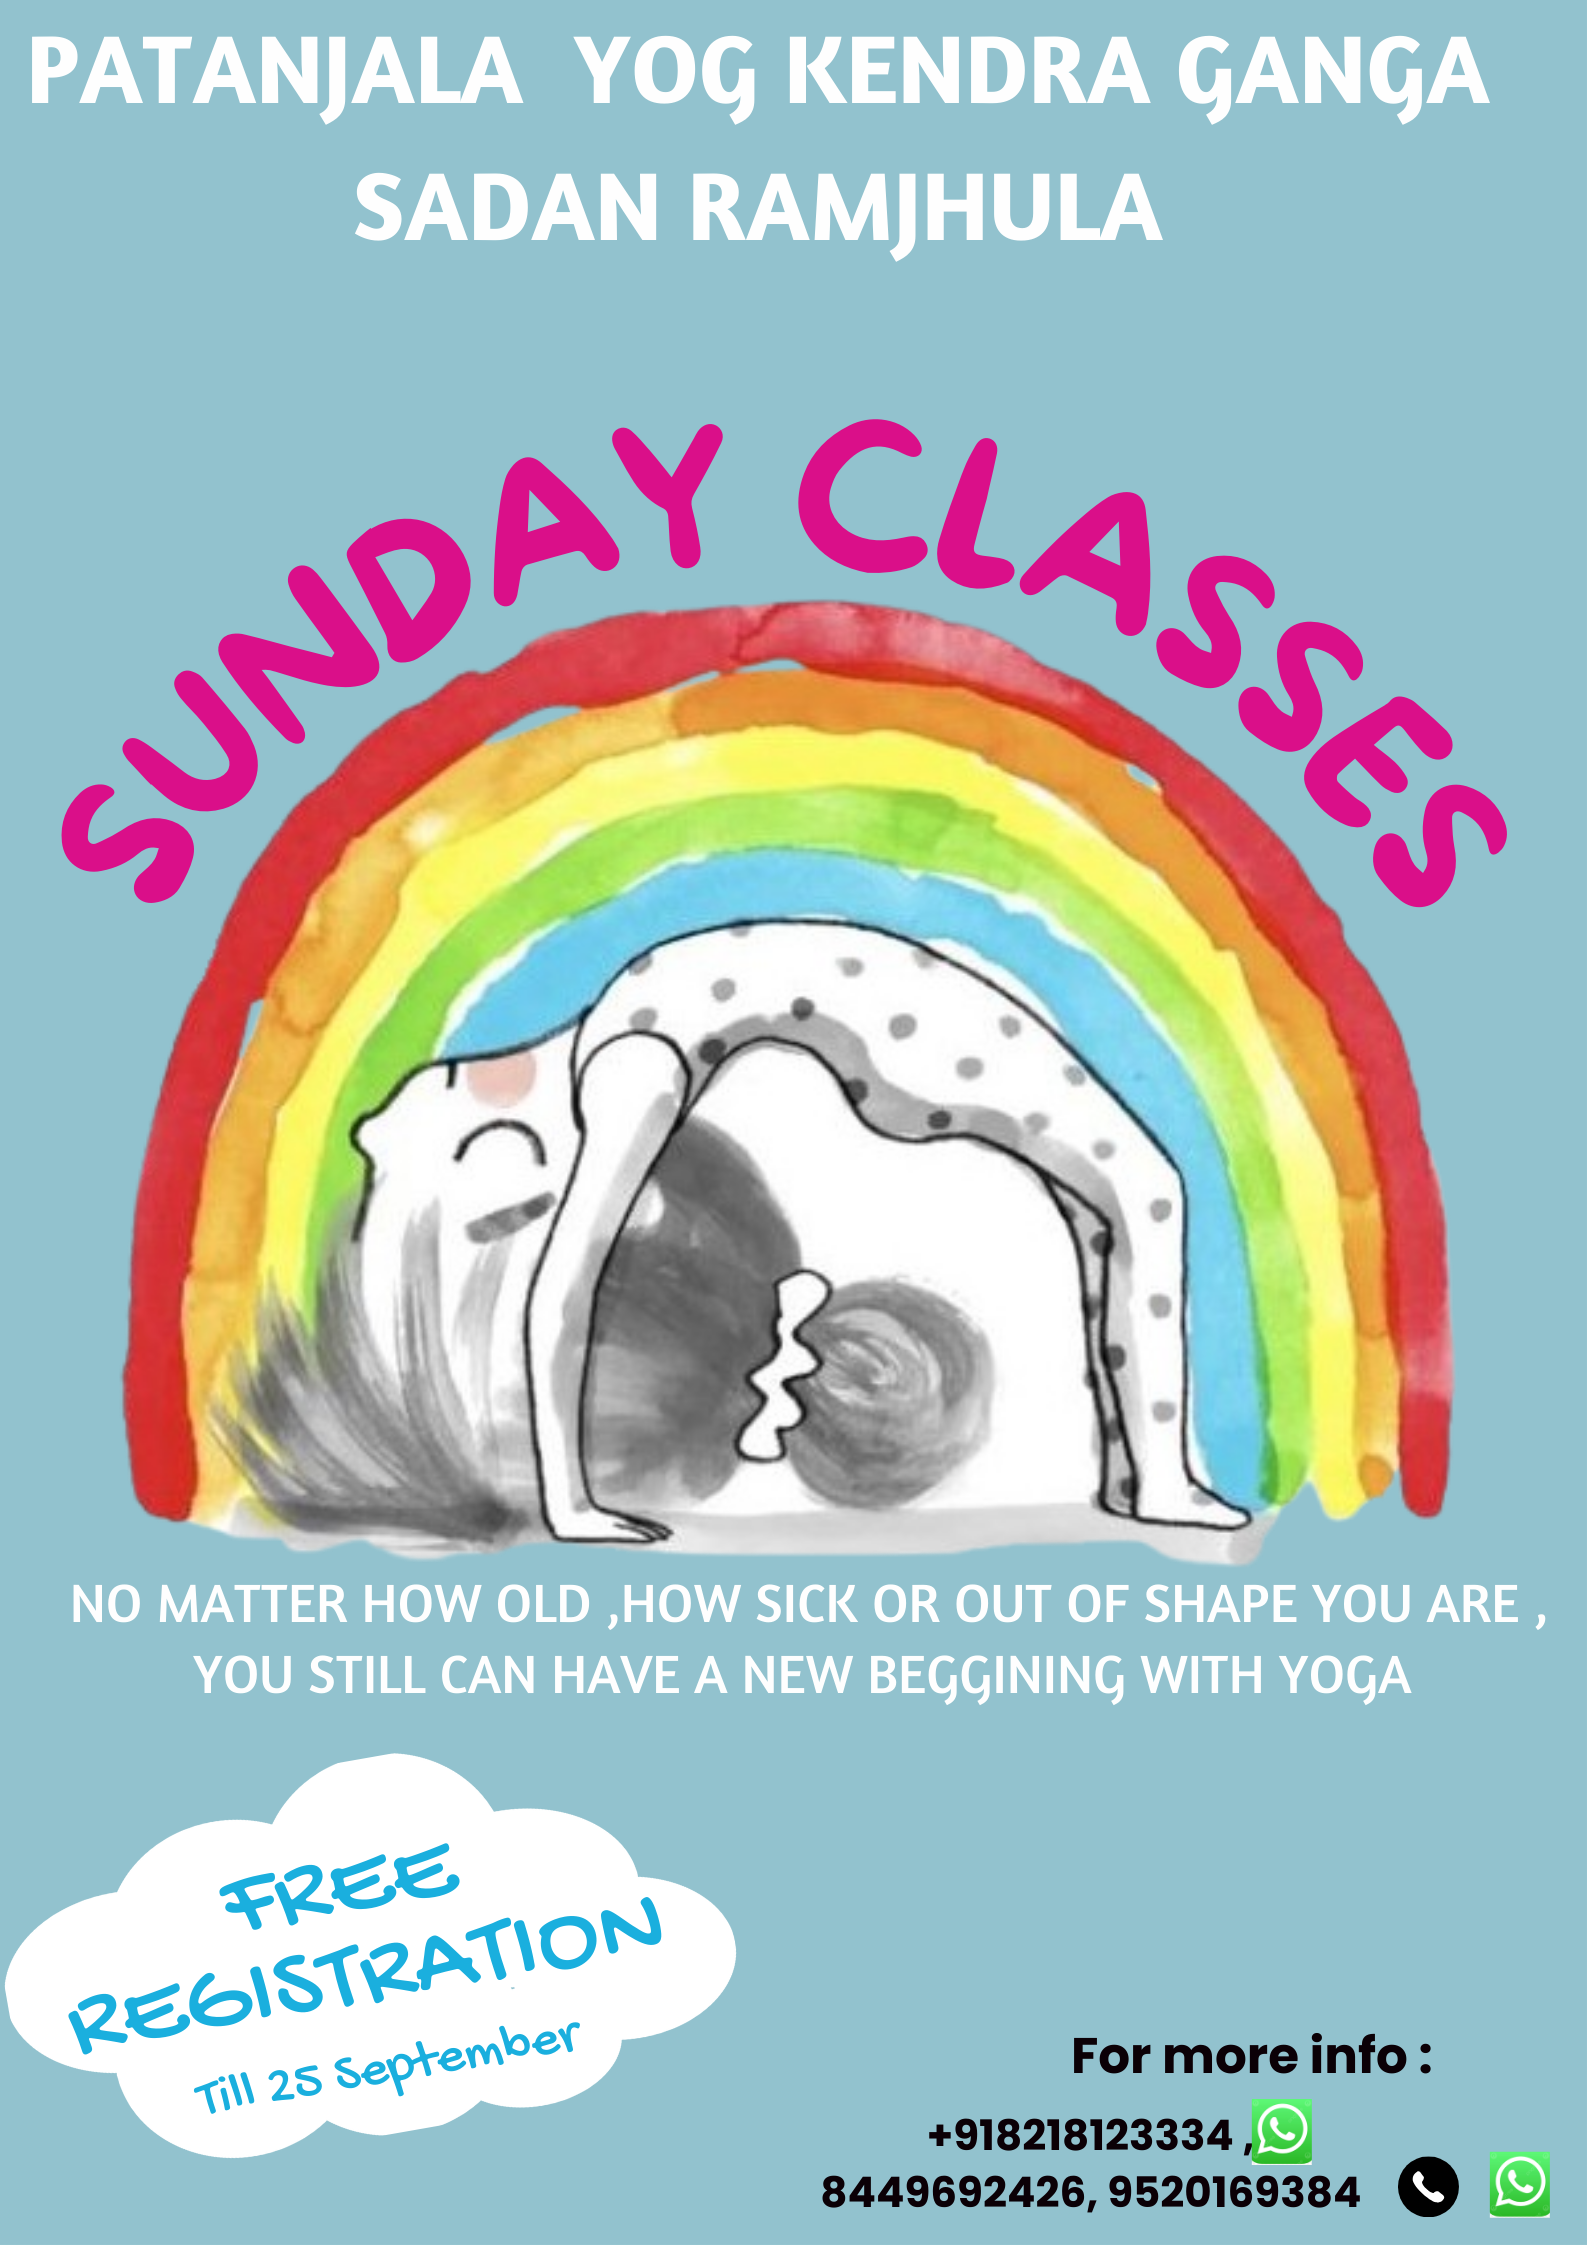 PATANJALA YOG KENDRA GANGA
SADAN RAMJHULA
SUNDAY CLASSES
NO MATTER HOW OLD ,HOW SICK OR OUT OF SHAPE YOU ARE ,
YOU STILL CAN HAVE A NEW BEGGINING WITH YOGA
FREE
REGISTRATION
Till 25 September
For more info :
+918218123334 ,
8449692426, 9520169384